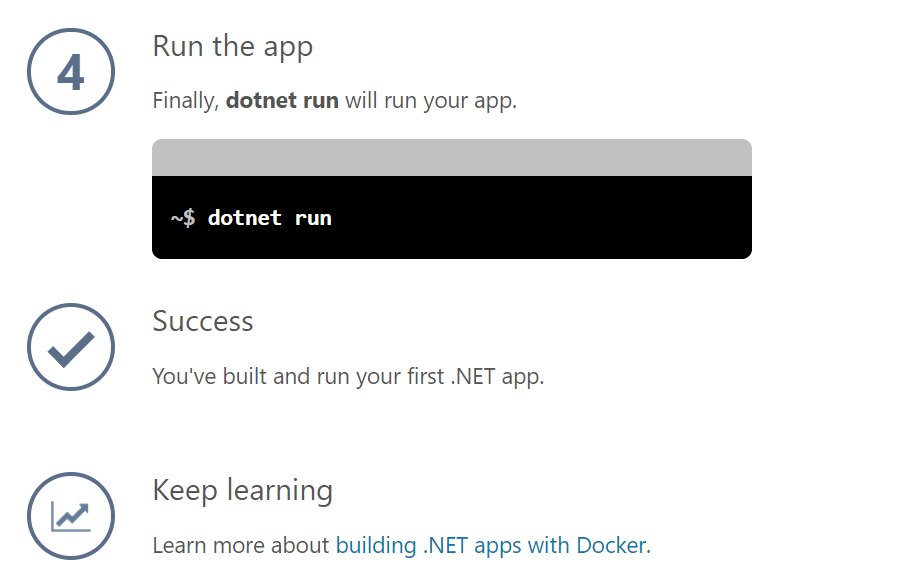 4
Run the app
Finally, dotnet run will run your app.
~$ dotnet run
Success
You've built and run your first .NET app.
Keep learning
Learn more about building .NET apps with Docker.